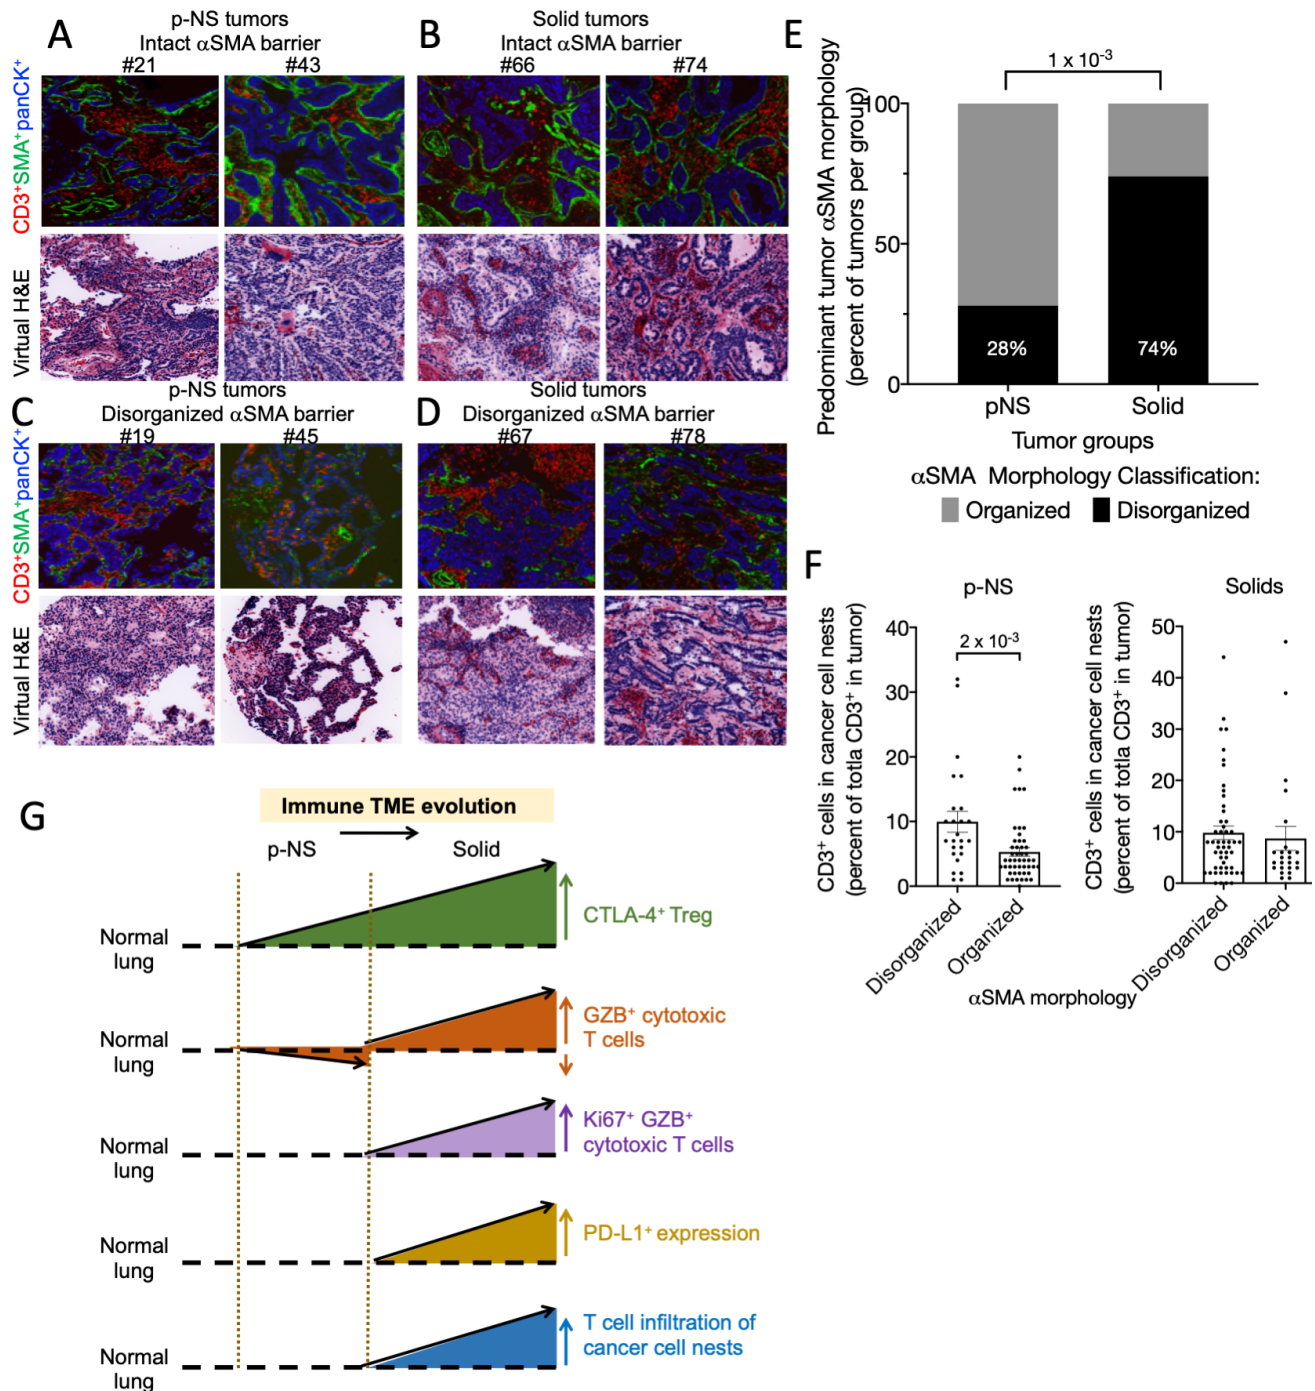 A
p-NS tumors
Intact αSMA barrier
#21
#43
B
Solid tumors
Intact αSMA barrier
#66
#74
CD3⁺SMA⁺panCK⁺
Virtual H&E
C
p-NS tumors
Disorganized αSMA barrier
#19
#45
D
Solid tumors
Disorganized αSMA barrier
#67
#78
CD3⁺SMA⁺panCK⁺
Virtual H&E
E
Predominant tumor αSMA morphology
(percent of tumors per group)
1 x 10⁻³
100
50
0
28%
74%
pNS
Solid
Tumor groups
αSMA Morphology Classification:
Organized
Disorganized
F
p-NS
CD3⁺ cells in cancer cell nests
(percent of totla CD3⁺ in tumor)
2 x 10⁻³
40
30
20
10
0
Disorganized
Organized
Solids
CD3⁺ cells in cancer cell nests
(percent of totla CD3⁺ in tumor)
50
40
30
20
10
0
Disorganized
Organized
αSMA morphology
G
Immune TME evolution
p-NS
Solid
Normal
lung
CTLA-4⁺ Treg
Normal
lung
GZB⁺ cytotoxic
T cells
Normal
lung
Ki67⁺ GZB⁺
cytotoxic T cells
Normal
lung
PD-L1⁺ expression
Normal
lung
T cell infiltration of
cancer cell nests